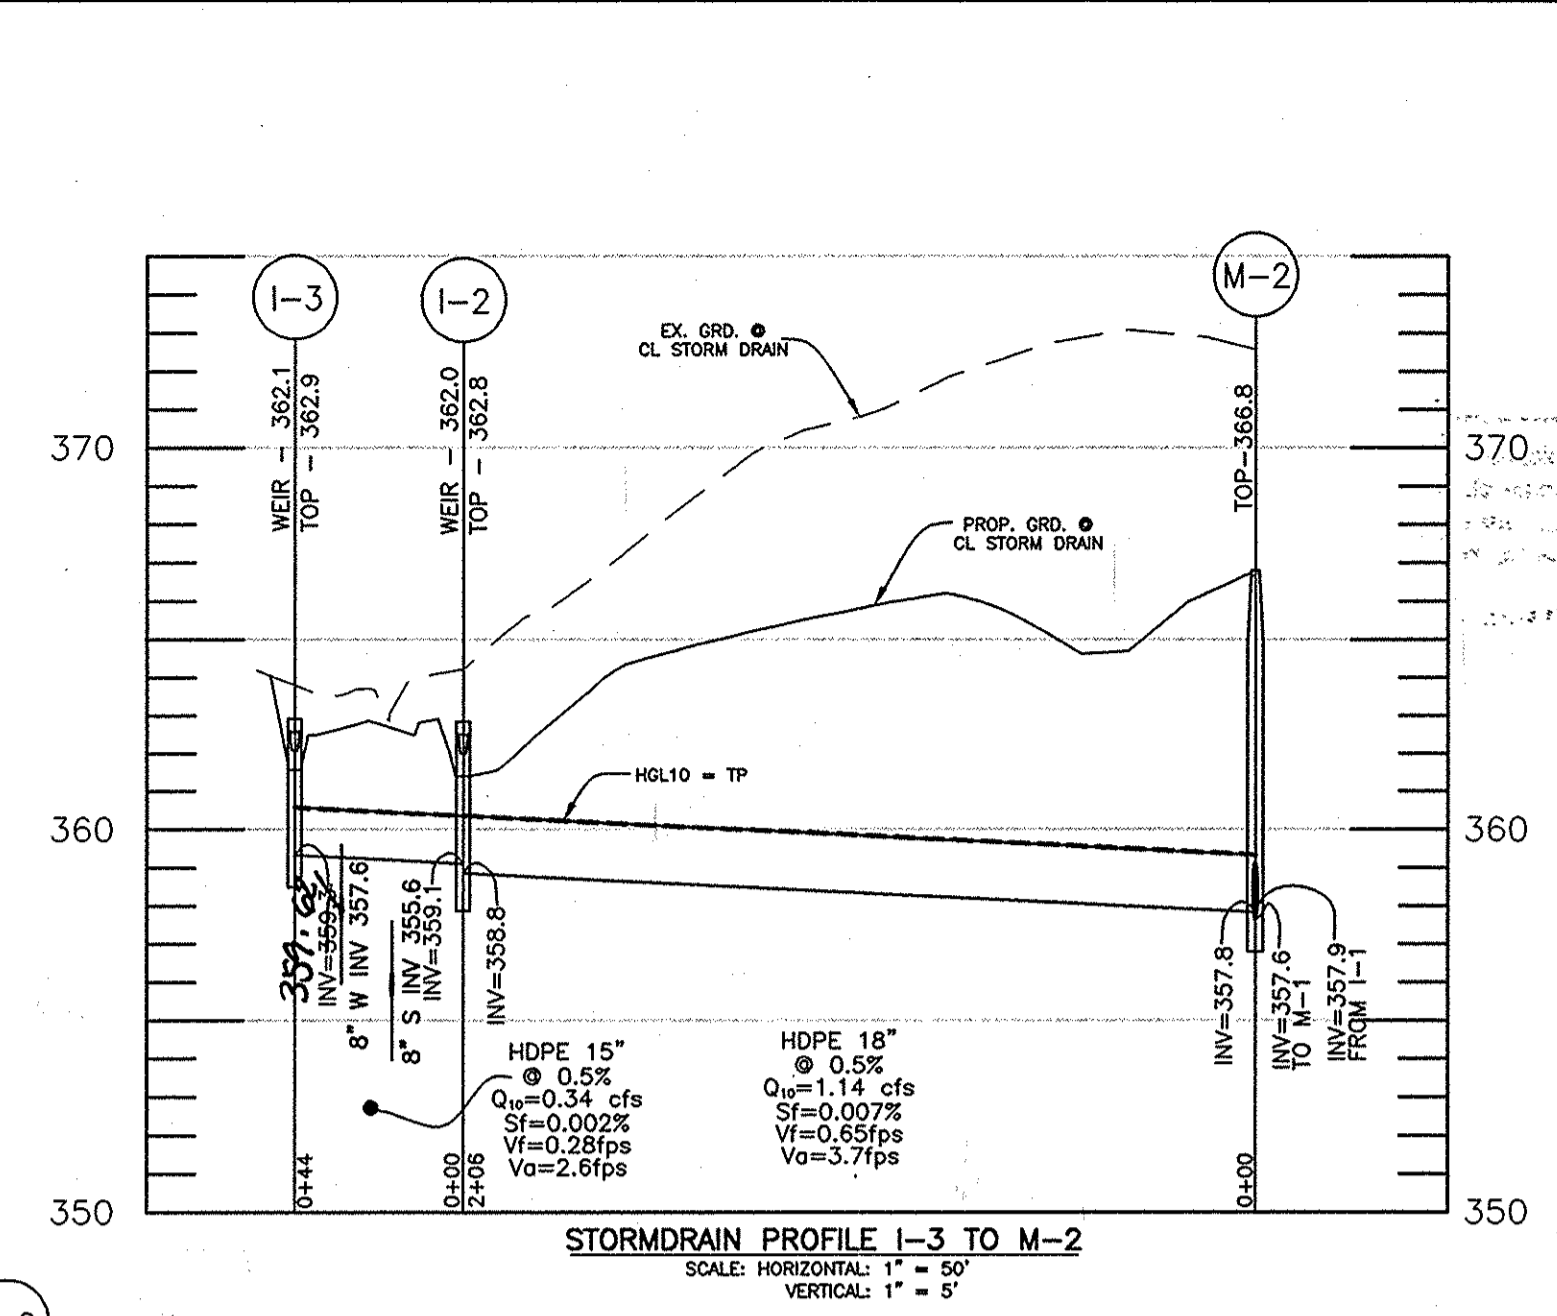 I-3
I-2
M-2
EX. GRD. @
CL STORM DRAIN
WEIR - 362.1
TOP - 362.9
WEIR - 362.0
TOP - 362.8
TOP-366.8
370
370
PROP. GRD. @
CL STORM DRAIN
HGL10 = TP
360
360
359.62
INV=359.3
8" W INV 357.6
8" S INV 355.6
INV=359.1
INV=358.8
INV=357.8
INV=357.6
TO M-1
INV=357.9
FROM I-1
HDPE 15"
@ 0.5%
Q₁₀=0.34 cfs
Sf=0.002%
Vf=0.28fps
Va=2.6fps
HDPE 18"
@ 0.5%
Q₁₀=1.14 cfs
Sf=0.007%
Vf=0.65fps
Va=3.7fps
0+44
0+00
2+06
0+00
350
350
STORMDRAIN PROFILE I-3 TO M-2
SCALE: HORIZONTAL: 1" = 50'
VERTICAL: 1" = 5'